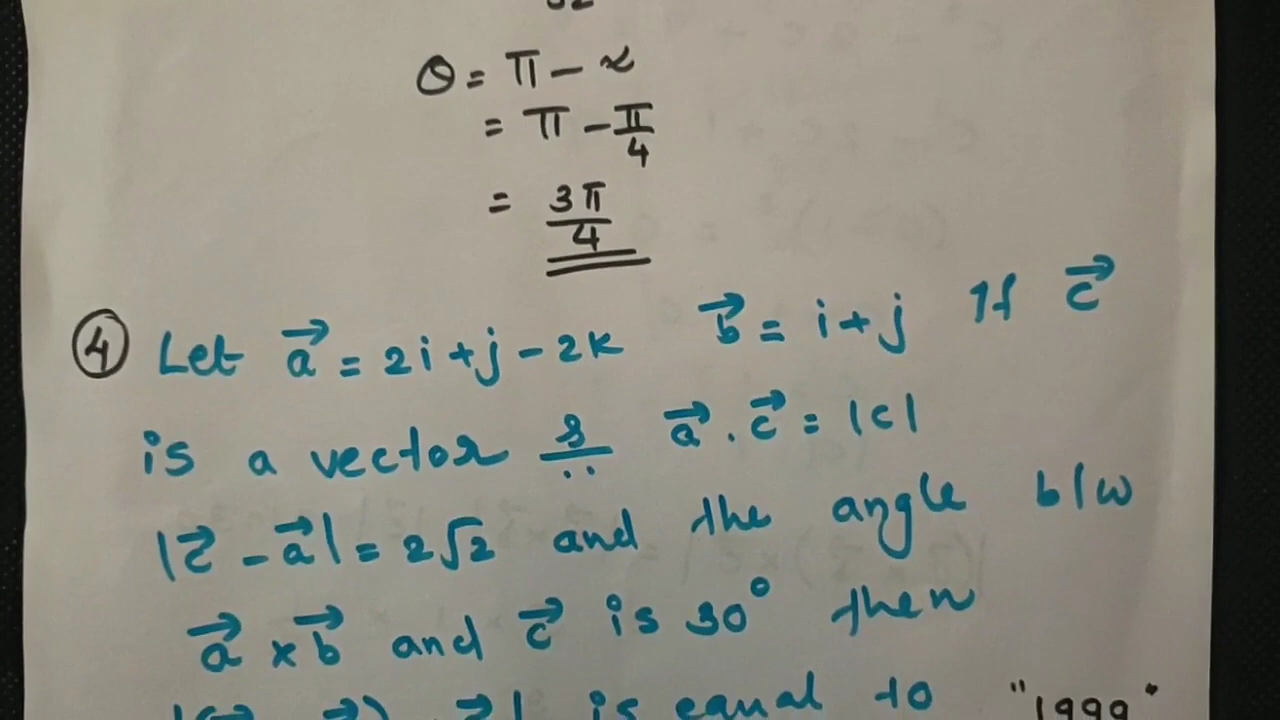 θ = π - α
= π - π/4
= 3π/4
④ Let a⃗ = 2i + j - 2k b⃗ = i + j If c⃗
is a vector a⃗ . c⃗ = |c|
|c⃗ - a⃗| = 2√2 and the angle b/w
a⃗ × b⃗ and c⃗ is 30° then
is equal to "1999"